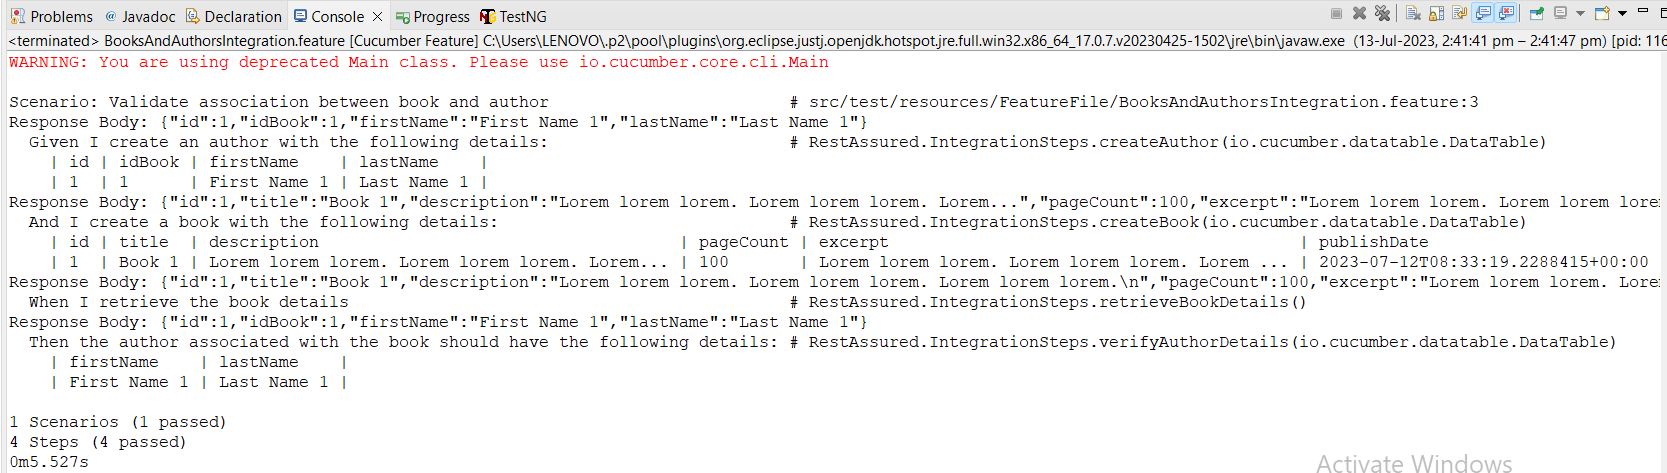 Problems @ Javadoc Declaration Console Progress TestNG
<terminated> BooksAndAuthorsIntegration.feature [Cucumber Feature] C:\Users\LENOVO\.p2\pool\plugins\org.eclipse.justj.openjdk.hotspot.jre.full.win32.x86_64_17.0.7.v20230425-1502\jre\bin\javaw.exe (13-Jul-2023, 2:41:41 pm – 2:41:47 pm) [pid: 116
WARNING: You are using deprecated Main class. Please use io.cucumber.core.cli.Main
Scenario: Validate association between book and author # src/test/resources/FeatureFile/BooksAndAuthorsIntegration.feature:3
Response Body: {"id":1,"idBook":1,"firstName":"First Name 1","lastName":"Last Name 1"}
Given I create an author with the following details: # RestAssured.IntegrationSteps.createAuthor(io.cucumber.datatable.DataTable)
| id | idBook | firstName | lastName |
| 1 | 1 | First Name 1 | Last Name 1 |
Response Body: {"id":1,"title":"Book 1","description":"Lorem lorem lorem. Lorem lorem lorem. Lorem...","pageCount":100,"excerpt":"Lorem lorem lorem. Lorem lorem lore
And I create a book with the following details: # RestAssured.IntegrationSteps.createBook(io.cucumber.datatable.DataTable)
| id | title | description | pageCount | excerpt | publishDate
| 1 | Book 1 | Lorem lorem lorem. Lorem lorem lorem. Lorem... | 100 | Lorem lorem lorem. Lorem lorem lorem. Lorem ... | 2023-07-12T08:33:19.2288415+00:00
Response Body: {"id":1,"title":"Book 1","description":"Lorem lorem lorem. Lorem lorem lorem. Lorem lorem lorem.\n","pageCount":100,"excerpt":"Lorem lorem lorem. Lore
When I retrieve the book details # RestAssured.IntegrationSteps.retrieveBookDetails()
Response Body: {"id":1,"idBook":1,"firstName":"First Name 1","lastName":"Last Name 1"}
Then the author associated with the book should have the following details: # RestAssured.IntegrationSteps.verifyAuthorDetails(io.cucumber.datatable.DataTable)
| firstName | lastName |
| First Name 1 | Last Name 1 |
1 Scenarios (1 passed)
4 Steps (4 passed)
0m5.527s
Activate Windows